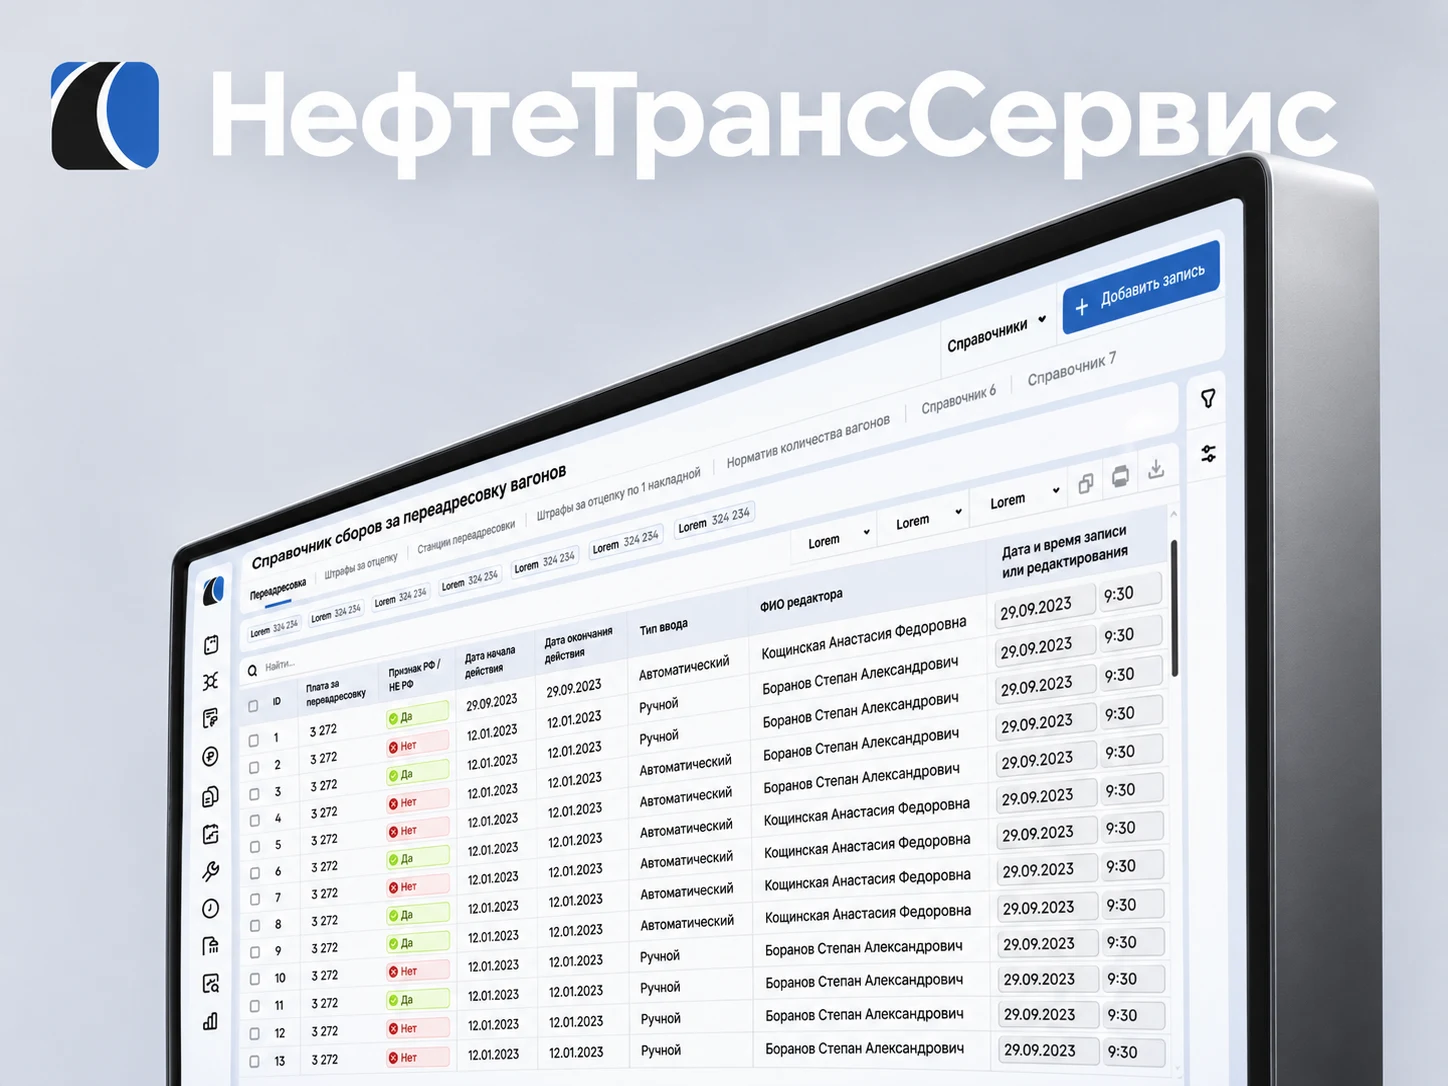 НефтеТрансСервис
Справочники
+ Добавить запись
Справочник сборов за переадресовку вагонов
Переадресовка Штрафы за отцепку Станции переадресовки Штрафы за отцепку по 1 накладной Норматив количества вагонов Справочник 6 Справочник 7
Lorem 324 234 Lorem 324 234 Lorem 324 234 Lorem 324 234 Lorem 324 234 Lorem 324 234 Lorem 324 234
Найти... Lorem Lorem Lorem
ID Плата за переадресовку Признак РФ / НЕ РФ Дата начала действия Дата окончания действия Тип ввода ФИО редактора Дата и время записи или редактирования
1 3 272 Да 29.09.2023 29.09.2023 Автоматический Кощинская Анастасия Федоровна 29.09.2023 9:30
2 3 272 Нет 12.01.2023 12.01.2023 Ручной Боранов Степан Александрович 29.09.2023 9:30
3 3 272 Да 12.01.2023 12.01.2023 Ручной Боранов Степан Александрович 29.09.2023 9:30
4 3 272 Нет 12.01.2023 12.01.2023 Автоматический Боранов Степан Александрович 29.09.2023 9:30
5 3 272 Нет 12.01.2023 12.01.2023 Автоматический Боранов Степан Александрович 29.09.2023 9:30
6 3 272 Да 12.01.2023 12.01.2023 Автоматический Кощинская Анастасия Федоровна 29.09.2023 9:30
7 3 272 Нет 12.01.2023 12.01.2023 Автоматический Кощинская Анастасия Федоровна 29.09.2023 9:30
8 3 272 Да 12.01.2023 12.01.2023 Автоматический Кощинская Анастасия Федоровна 29.09.2023 9:30
9 3 272 Да 12.01.2023 12.01.2023 Автоматический Кощинская Анастасия Федоровна 29.09.2023 9:30
10 3 272 Нет 12.01.2023 12.01.2023 Ручной Боранов Степан Александрович 29.09.2023 9:30
11 3 272 Да 12.01.2023 12.01.2023 Ручной Боранов Степан Александрович 29.09.2023 9:30
12 3 272 Нет 12.01.2023 12.01.2023 Ручной Боранов Степан Александрович 29.09.2023 9:30
13 3 272 Нет 12.01.2023 12.01.2023 Ручной Боранов Степан Александрович 29.09.2023 9:30